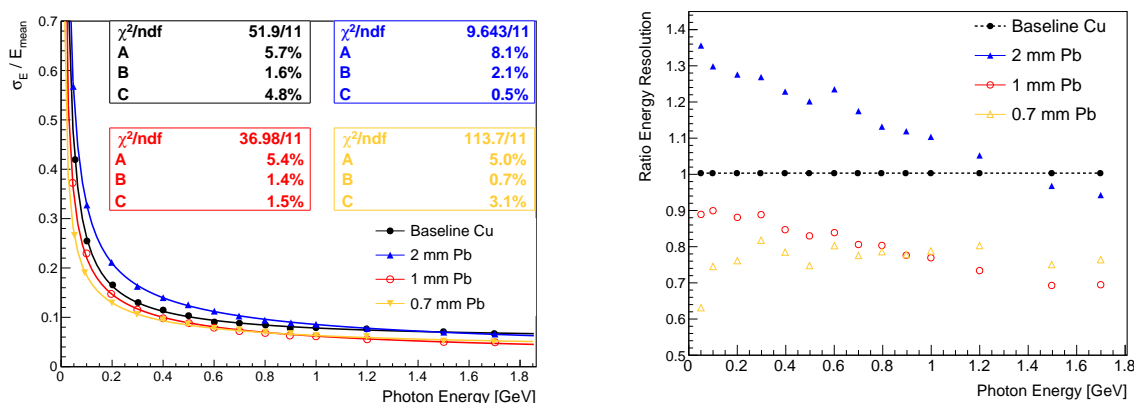 σE / Emean
0.7
0.6
0.5
0.4
0.3
0.2
0.1
0
χ²/ndf 51.9/11
A 5.7%
B 1.6%
C 4.8%
χ²/ndf 9.643/11
A 8.1%
B 2.1%
C 0.5%
χ²/ndf 36.98/11
A 5.4%
B 1.4%
C 1.5%
χ²/ndf 113.7/11
A 5.0%
B 0.7%
C 3.1%
Baseline Cu
2 mm Pb
1 mm Pb
0.7 mm Pb
0 0.2 0.4 0.6 0.8 1 1.2 1.4 1.6 1.8
Photon Energy [GeV]
Ratio Energy Resolution
1.4
1.3
1.2
1.1
1
0.9
0.8
0.7
0.6
0.5
Baseline Cu
2 mm Pb
1 mm Pb
0.7 mm Pb
0 0.2 0.4 0.6 0.8 1 1.2 1.4 1.6 1.8
Photon Energy [GeV]